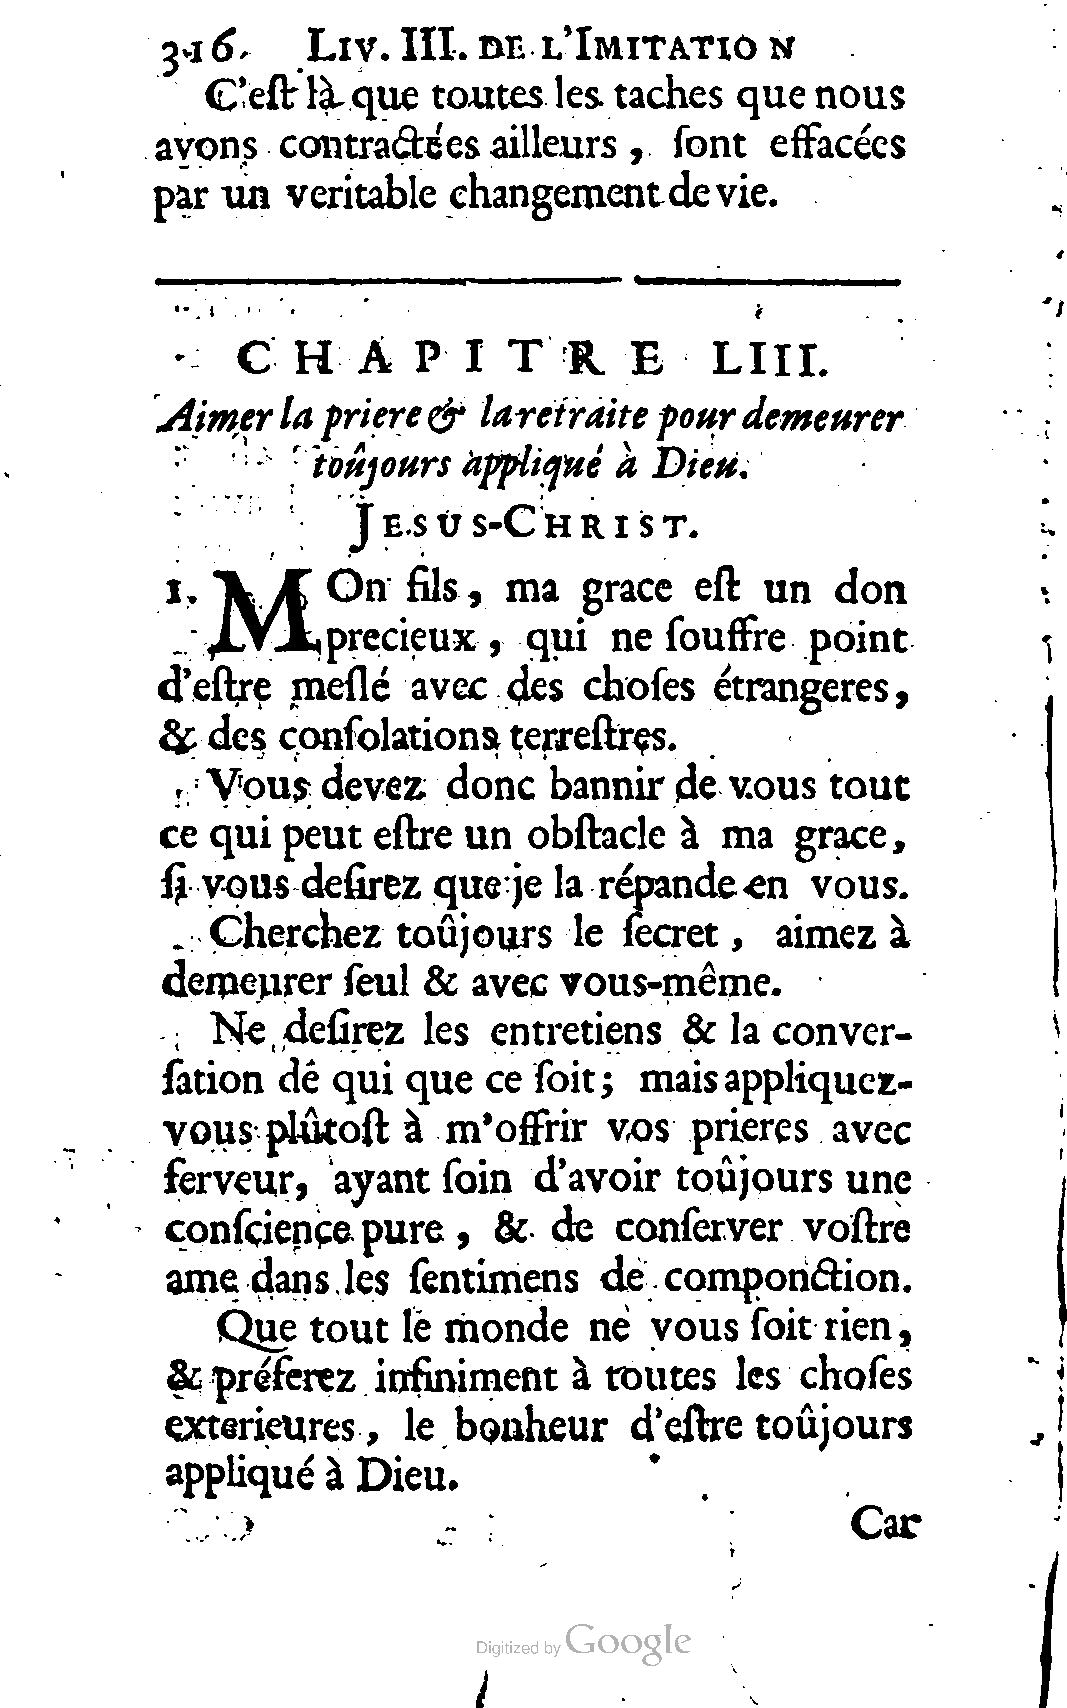 316. LIV. III. DE L'IMITATION
C'eſt là que toutes les taches que nous
avons contractées ailleurs, ſont effacées
par un veritable changement de vie.
CHAPITRE LIII.
Aimer la priere & la retraite pour demeurer
toûjours appliqué à Dieu.
JESUS-CHRIST.
1. MOn fils, ma grace eſt un don
precieux, qui ne ſouffre point
d'eſtre meſlé avec des choſes étrangeres,
& des conſolations terreſtres.
Vous devez donc bannir de vous tout
ce qui peut eſtre un obſtacle à ma grace,
ſi vous deſirez que je la répande en vous.
Cherchez toûjours le ſecret, aimez à
demeurer ſeul & avec vous-même.
Ne deſirez les entretiens & la conver-
ſation de qui que ce ſoit; mais appliquez-
vous plûtoſt à m'offrir vos prieres avec
ferveur, ayant ſoin d'avoir toûjours une
conſcience pure, & de conſerver voſtre
ame dans les ſentimens de componction.
Que tout le monde ne vous ſoit rien,
& préferez infiniment à toutes les choſes
exterieures, le bonheur d'eſtre toûjours
appliqué à Dieu.
Car
Digitized by Google